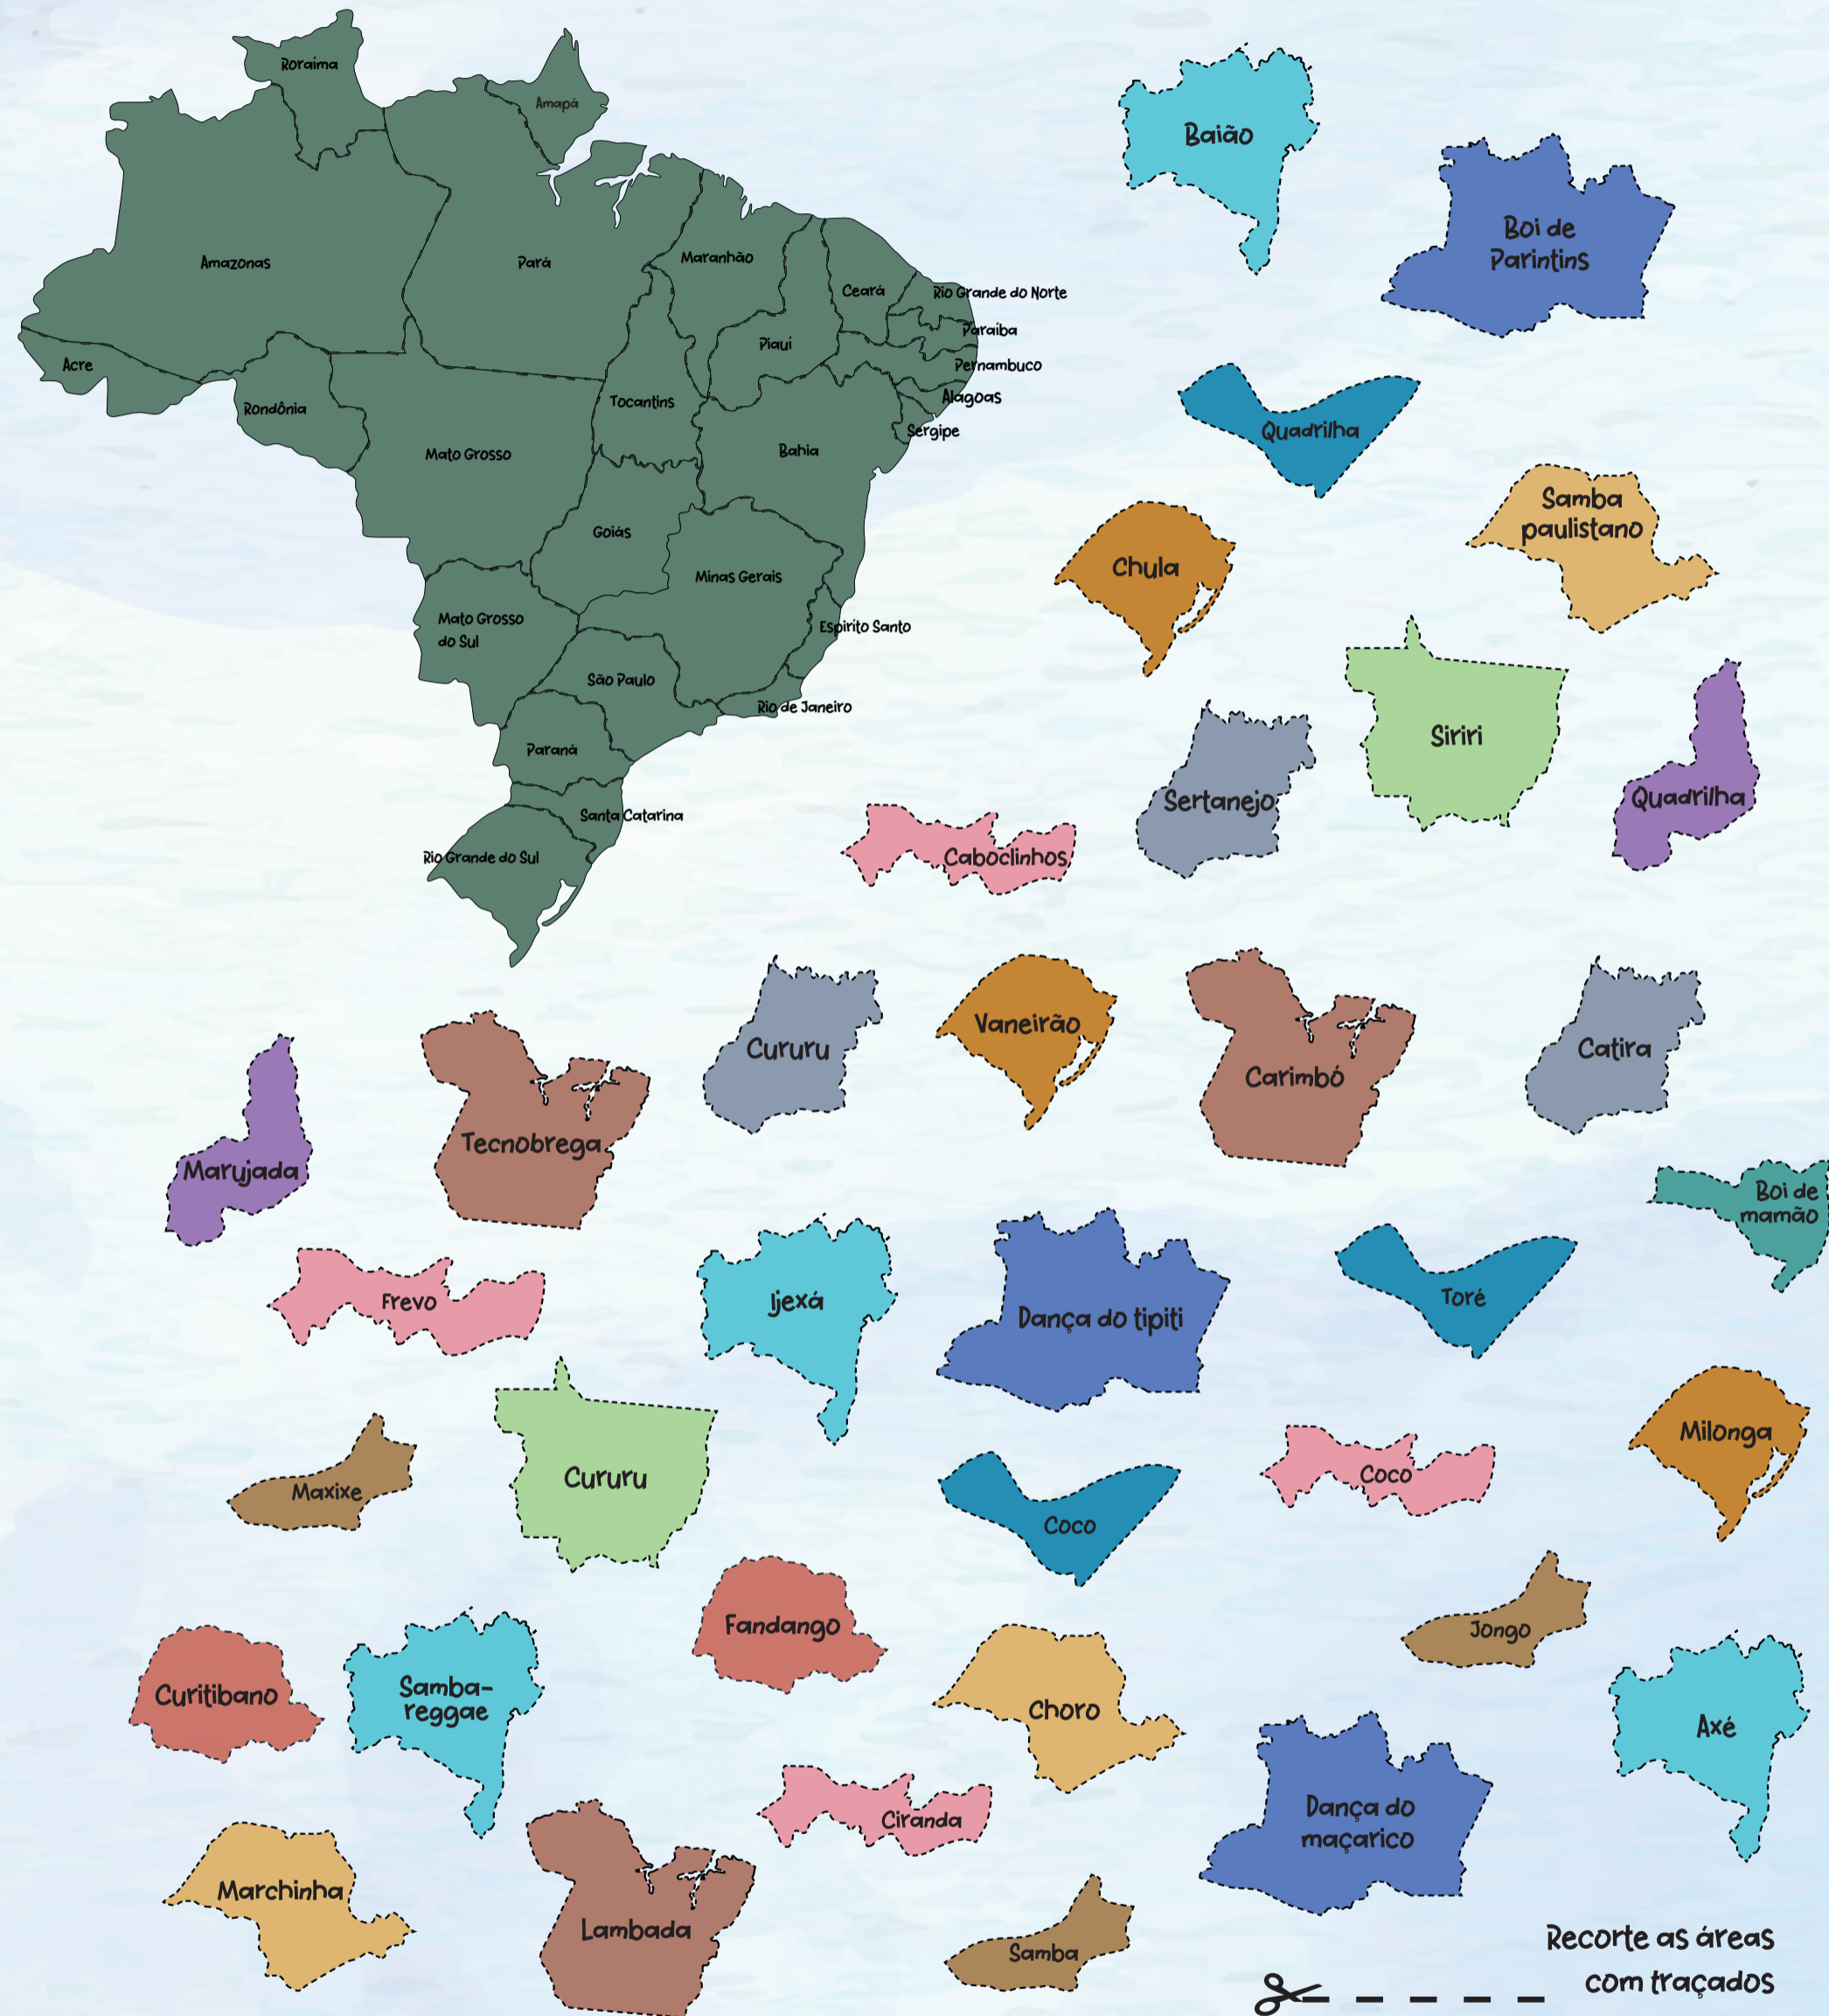 Roraima
Amapá
Amazonas
Pará
Maranhão
Ceará
Rio Grande do Norte
Paraíba
Piauí
Pernambuco
Acre
Alagoas
Rondônia
Tocantins
Sergipe
Mato Grosso
Bahia
Goiás
Minas Gerais
Mato Grosso
do Sul
Espiríto Santo
São Paulo
Rio de Janeiro
Paraná
Santa Catarina
Rio Grande do Sul
Baião
Boi de
Parintins
Quadrilha
Samba
paulistano
Chula
Siriri
Sertanejo
Quadrilha
Caboclinhos
Cururu
Vaneirão
Carimbó
Catira
Marujada
Tecnobrega
Boi de
mamão
Frevo
Ijexá
Dança do tipiti
Toré
Maxixe
Cururu
Coco
Coco
Milonga
Curitibano
Samba-
reggae
Fandango
Choro
Jongo
Axé
Marchinha
Lambada
Ciranda
Samba
Dança do
maçarico
Recorte as áreas
com traçados